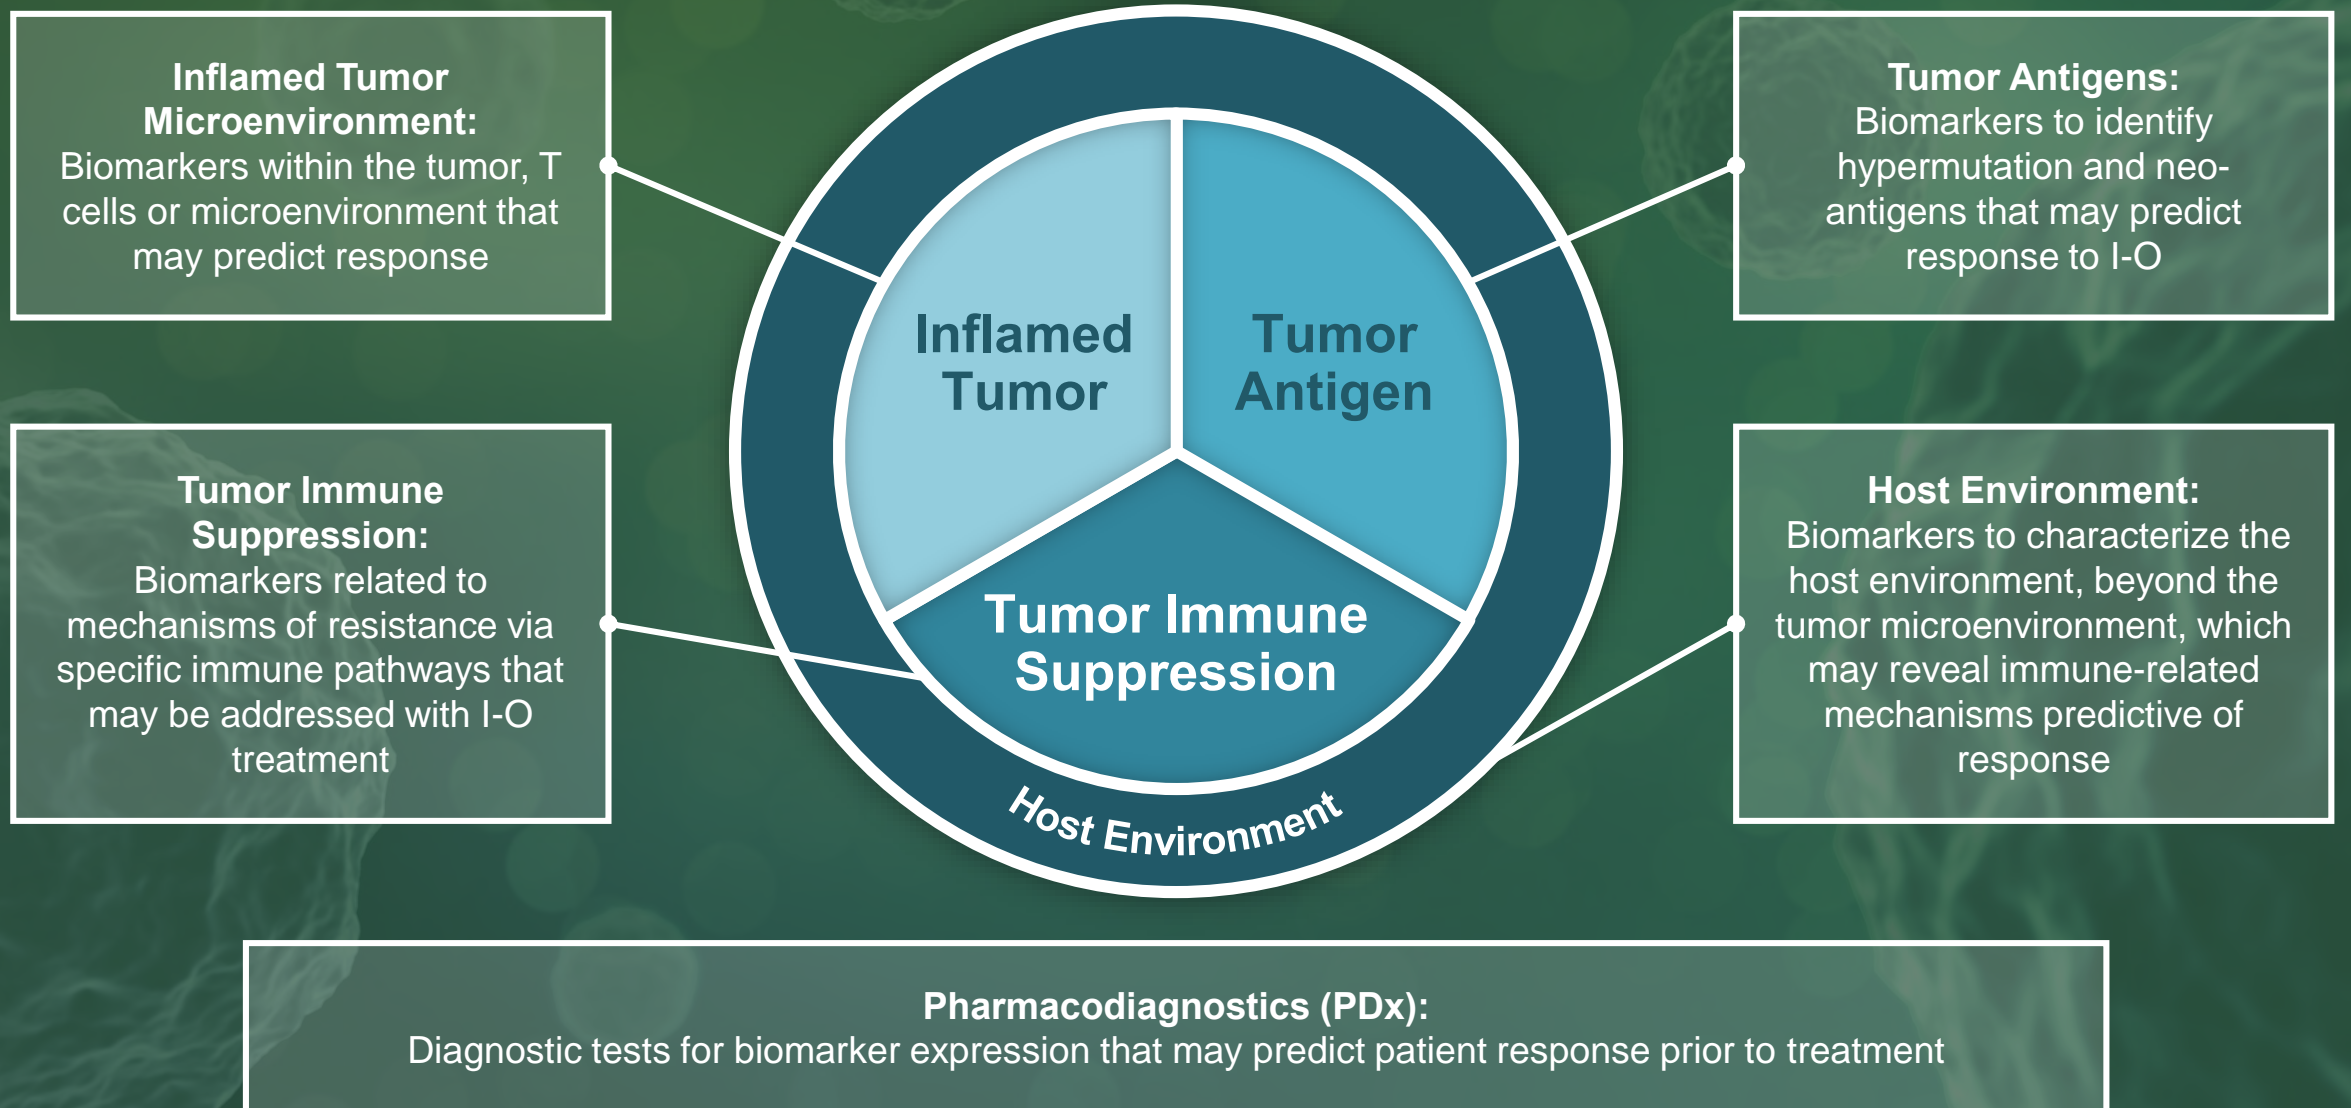 Inflamed Tumor
Microenvironment:
Biomarkers within the tumor, T
cells or microenvironment that
may predict response
Tumor Antigens:
Biomarkers to identify
hypermutation and neo-
antigens that may predict
response to I-O
Inflamed
Tumor
Tumor
Antigen
Tumor Immune
Suppression
Host Environment
Tumor Immune
Suppression:
Biomarkers related to
mechanisms of resistance via
specific immune pathways that
may be addressed with I-O
treatment
Host Environment:
Biomarkers to characterize the
host environment, beyond the
tumor microenvironment, which
may reveal immune-related
mechanisms predictive of
response
Pharmacodiagnostics (PDx):
Diagnostic tests for biomarker expression that may predict patient response prior to treatment